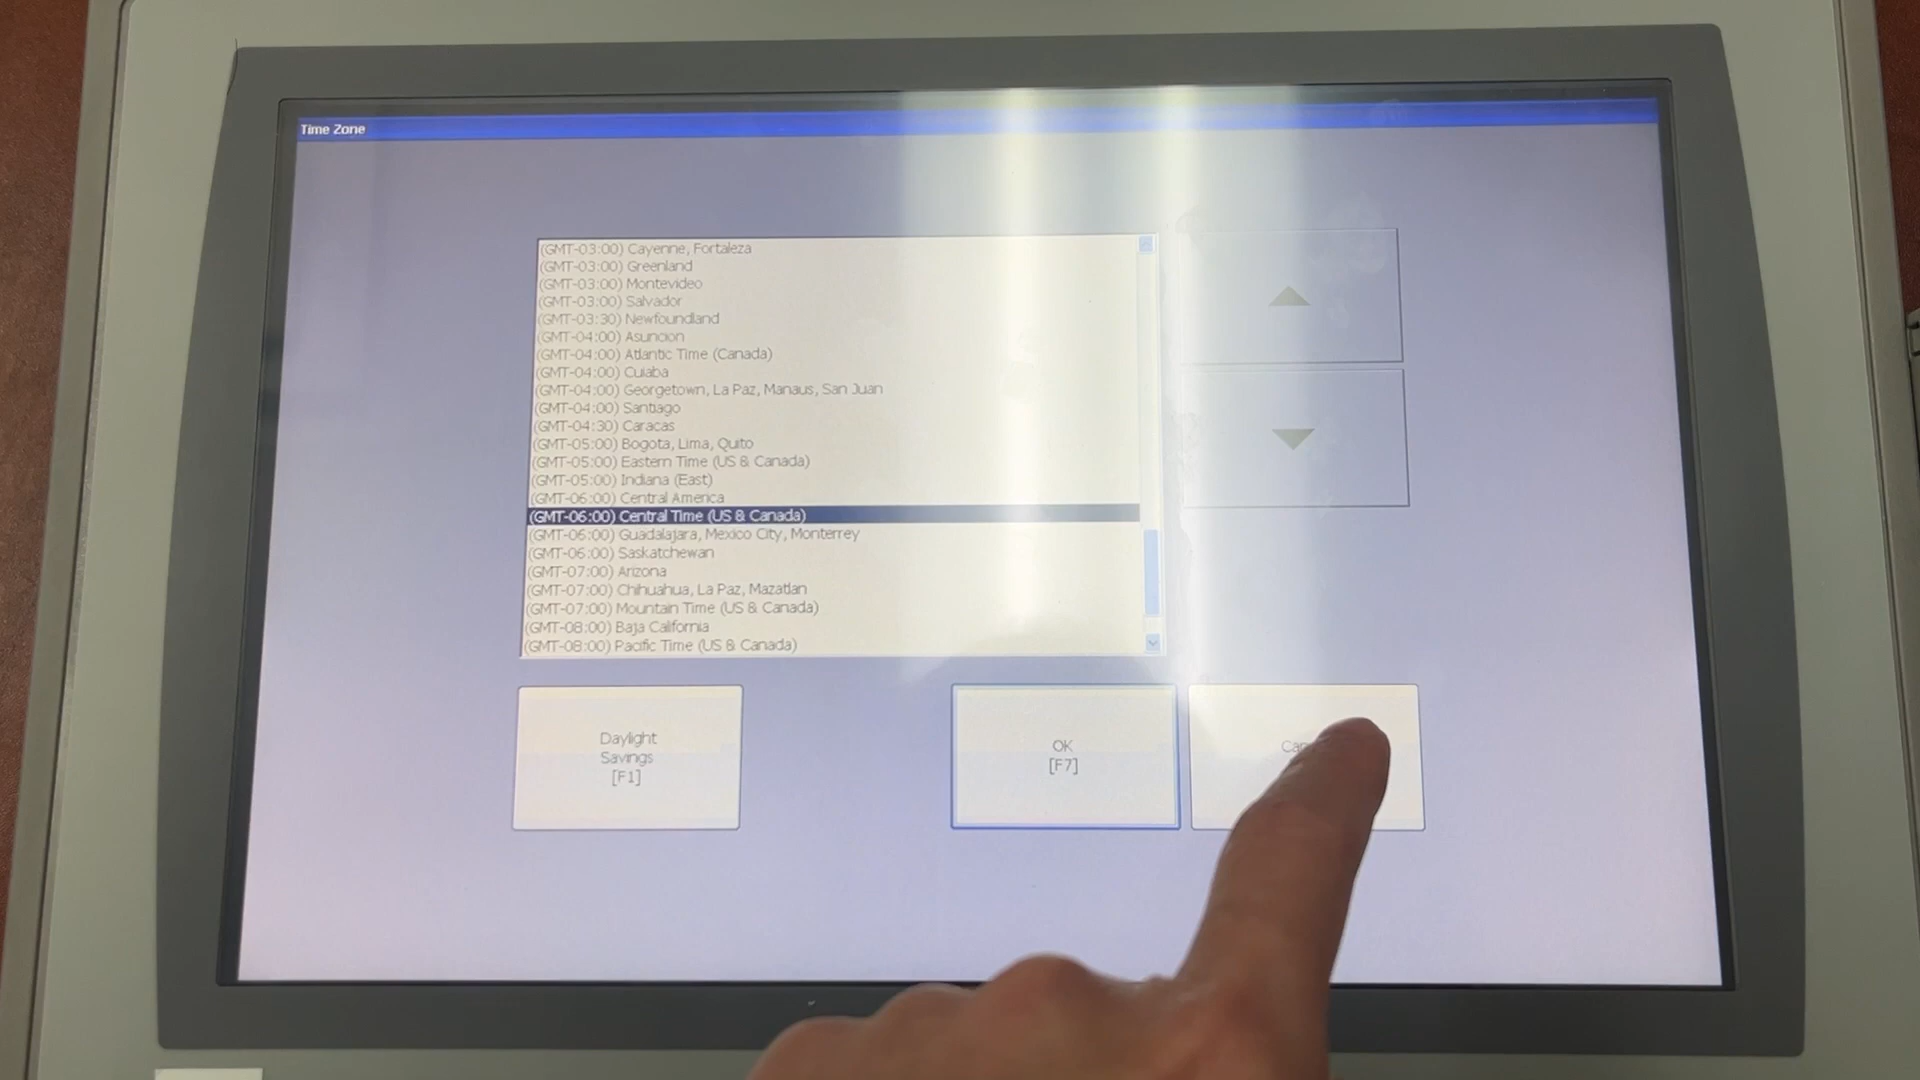 Time Zone
(GMT-03:00) Cayenne, Fortaleza
(GMT-03:00) Greenland
(GMT-03:00) Montevideo
(GMT-03:00) Salvador
(GMT-03:30) Newfoundland
(GMT-04:00) Asuncion
(GMT-04:00) Atlantic Time (Canada)
(GMT-04:00) Cuiaba
(GMT-04:00) Georgetown, La Paz, Manaus, San Juan
(GMT-04:00) Santiago
(GMT-04:30) Caracas
(GMT-05:00) Bogota, Lima, Quito
(GMT-05:00) Eastern Time (US & Canada)
(GMT-05:00) Indiana (East)
(GMT-06:00) Central America
(GMT-06:00) Central Time (US & Canada)
(GMT-06:00) Guadalajara, Mexico City, Monterrey
(GMT-06:00) Saskatchewan
(GMT-07:00) Arizona
(GMT-07:00) Chihuahua, La Paz, Mazatlan
(GMT-07:00) Mountain Time (US & Canada)
(GMT-08:00) Baja California
(GMT-08:00) Pacific Time (US & Canada)
Daylight
Savings
[F1]
OK
[F7]